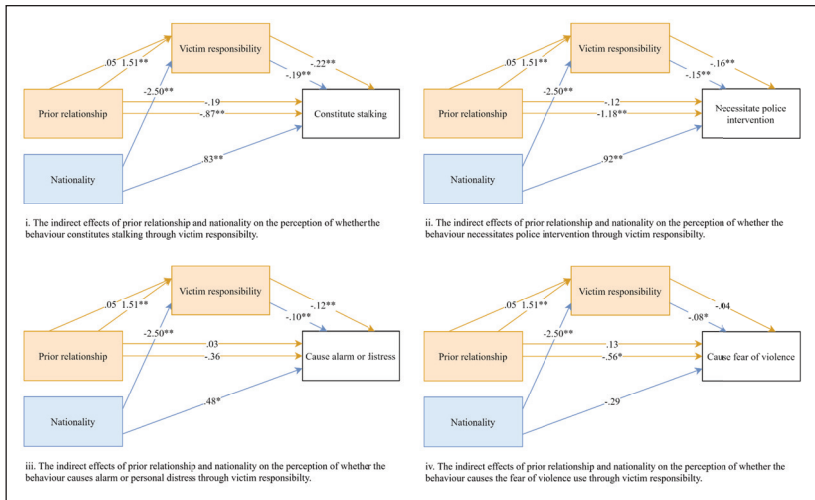 Victim responsibility
.05 1.51** -.22**
-.19**
-2.50**
Prior relationship -.19 Constitute stalking
-.87**
Nationality .83**
i. The indirect effects of prior relationship and nationality on the perception of whether the
behaviour constitutes stalking through victim responsibilty.
Victim responsibility
.05 1.51** -.16**
-.15**
-2.50**
Prior relationship -.12 Necessitate police
-1.18** intervention
Nationality .92**
ii. The indirect effects of prior relationship and nationality on the perception of whether the
behaviour necessitates police intervention through victim responsibilty.
Victim responsibility
.05 1.51** -.12**
-.10**
-2.50**
Prior relationship .03 Cause alarm or distress
-.36
Nationality .48*
iii. The indirect effects of prior relationship and nationality on the perception of whether the
behaviour causes alarm or personal distress through victim responsibilty.
Victim responsibility
.05 1.51** -.04
-.08*
-2.50**
Prior relationship .13 Cause fear of violence
-.56*
Nationality -.29
iv. The indirect effects of prior relationship and nationality on the perception of whether the
behaviour causes the fear of violence use through victim responsibilty.